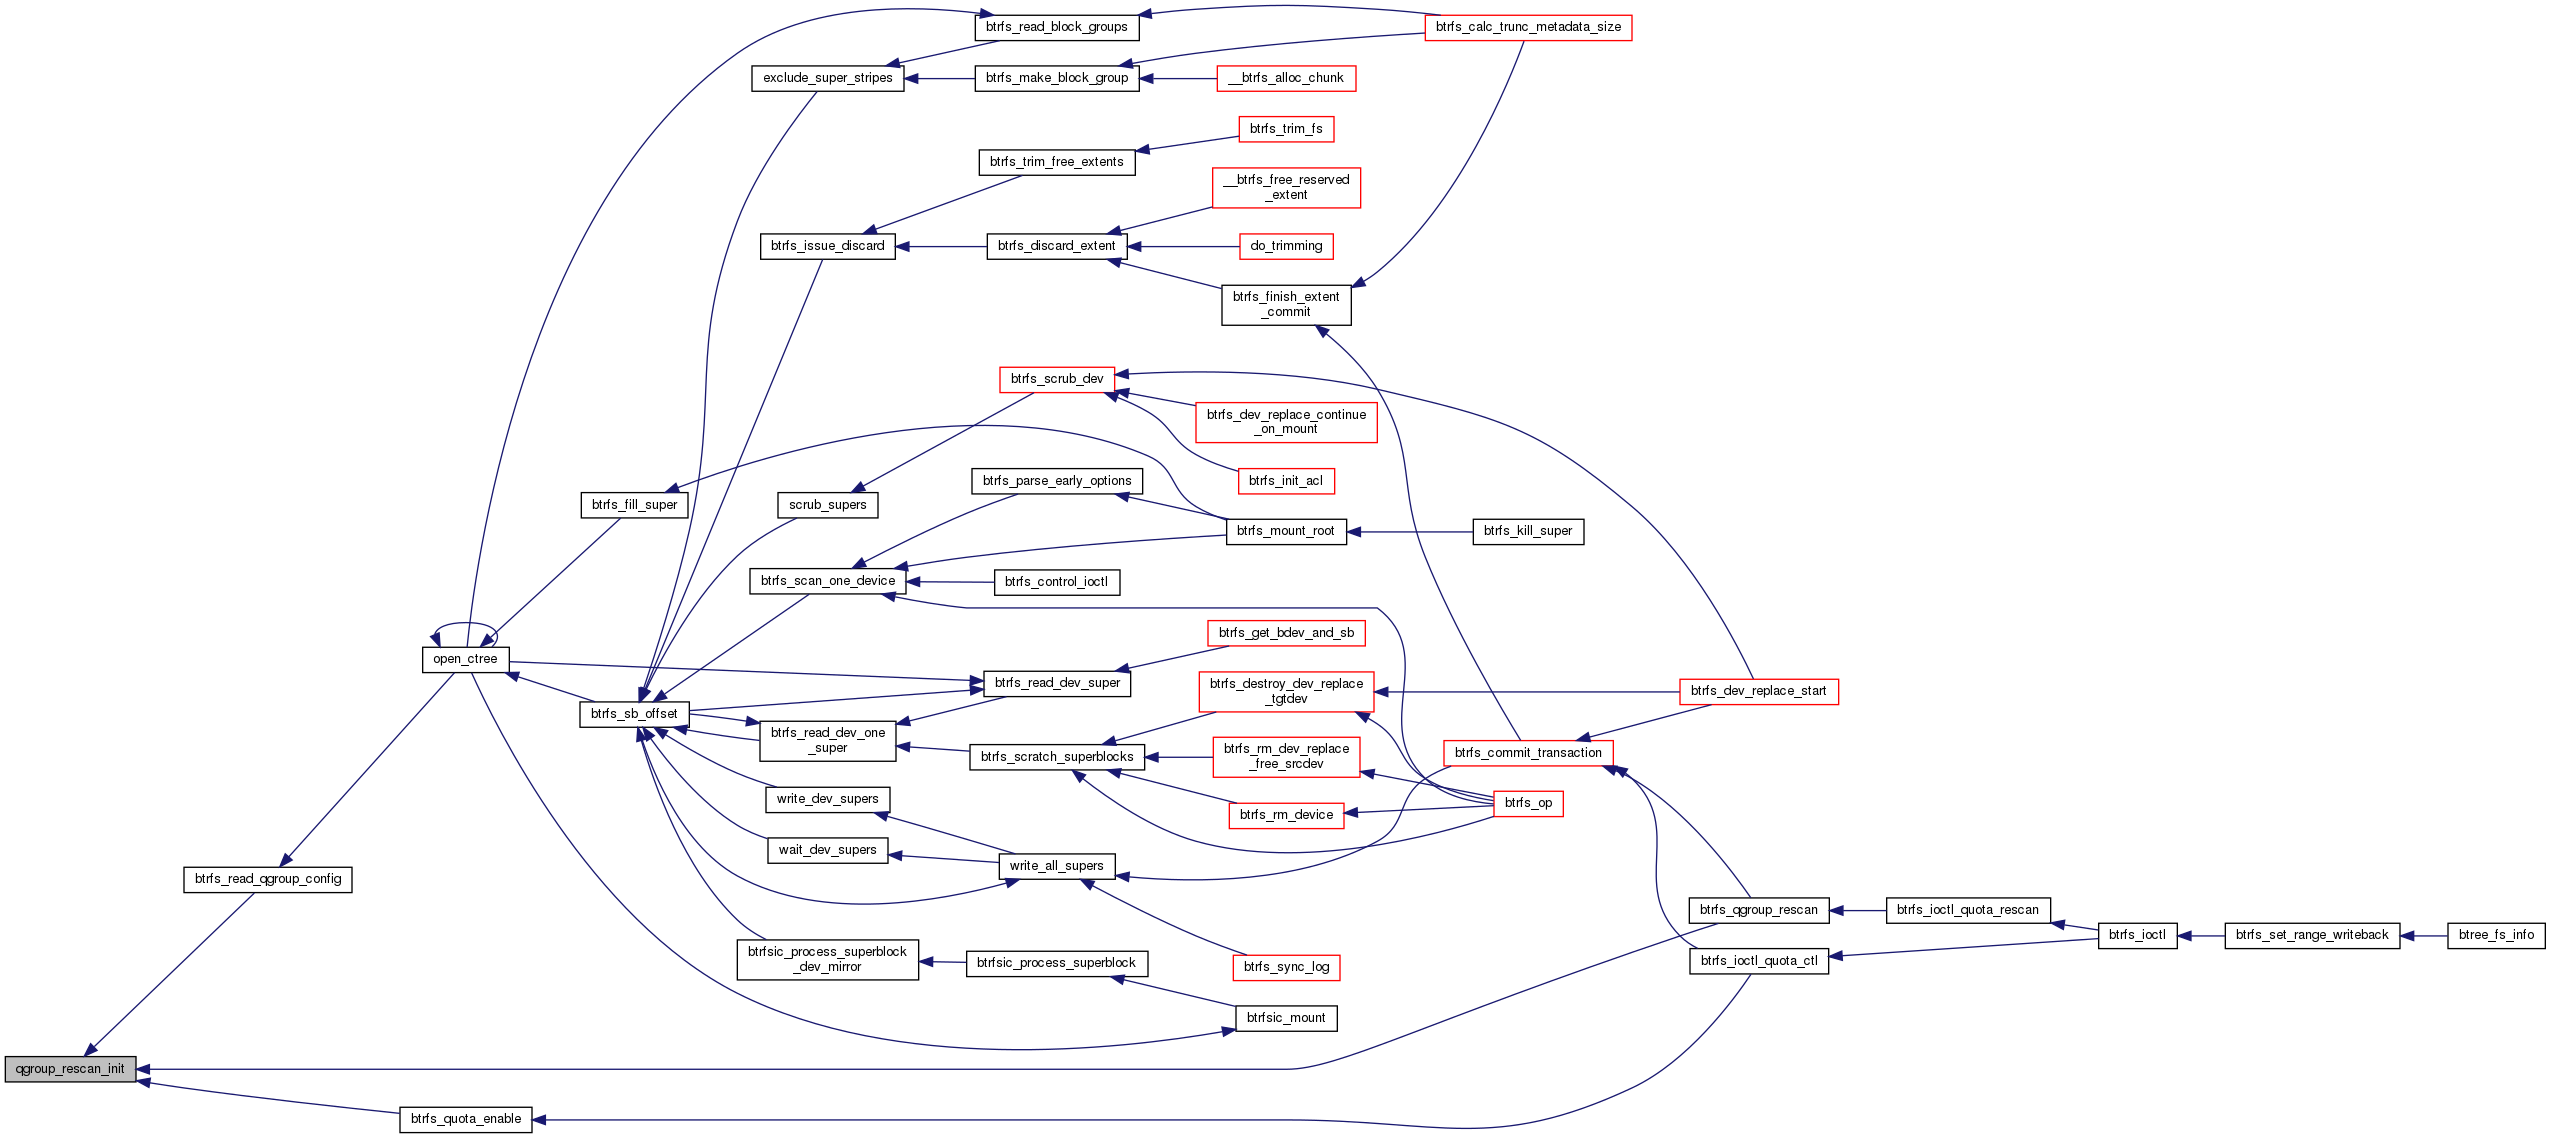 btrfs_read_block_groups
btrfs_calc_trunc_metadata_size
exclude_super_stripes
btrfs_make_block_group
__btrfs_alloc_chunk
btrfs_trim_fs
btrfs_trim_free_extents
__btrfs_free_reserved
_extent
btrfs_issue_discard
btrfs_discard_extent
do_trimming
btrfs_finish_extent
_commit
btrfs_scrub_dev
btrfs_dev_replace_continue
_on_mount
btrfs_parse_early_options
btrfs_init_acl
btrfs_fill_super
scrub_supers
btrfs_mount_root
btrfs_kill_super
btrfs_scan_one_device
btrfs_control_ioctl
btrfs_get_bdev_and_sb
open_ctree
btrfs_read_dev_super
btrfs_destroy_dev_replace
_tgtdev
btrfs_dev_replace_start
btrfs_sb_offset
btrfs_read_dev_one
_super
btrfs_scratch_superblocks
btrfs_rm_dev_replace
_free_srcdev
btrfs_commit_transaction
write_dev_supers
btrfs_rm_device
btrfs_op
wait_dev_supers
write_all_supers
btrfs_read_qgroup_config
btrfs_qgroup_rescan
btrfs_ioctl_quota_rescan
btrfs_ioctl
btrfs_set_range_writeback
btree_fs_info
btrfsic_process_superblock
_dev_mirror
btrfsic_process_superblock
btrfs_sync_log
btrfs_ioctl_quota_ctl
btrfsic_mount
qgroup_rescan_init
btrfs_quota_enable